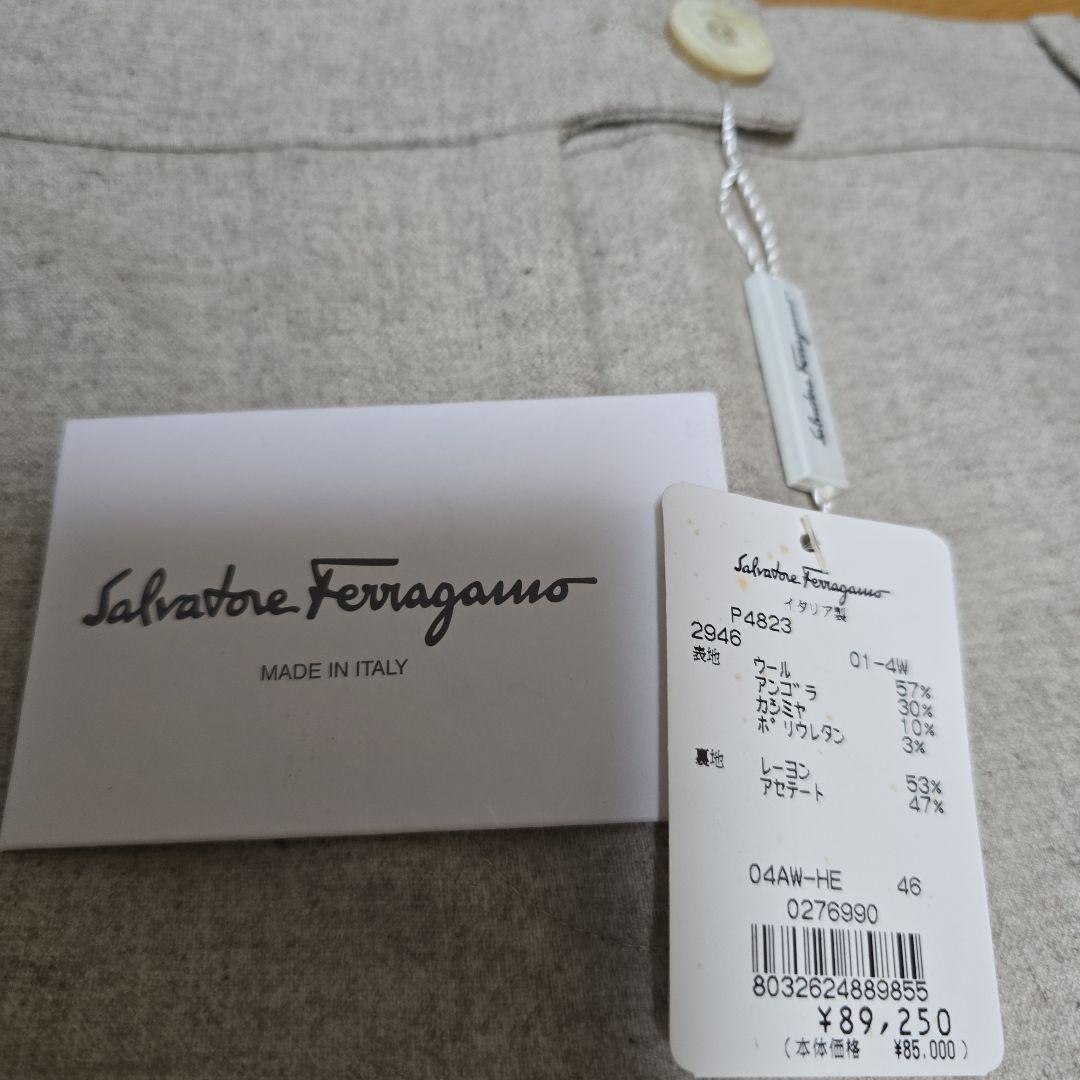 Salvatore Ferragamo
Salvatore Ferragamo
MADE IN ITALY
Salvatore Ferragamo
イタリア製
P4823
2946 01-4W
表地 ウール 57%
アンゴラ 30%
カシミヤ 10%
ポリウレタン 3%
裏地 レーヨン 53%
アセテート 47%
04AW-HE 46
0276990
8032624889855
¥89,250
(本体価格 ¥85,000)